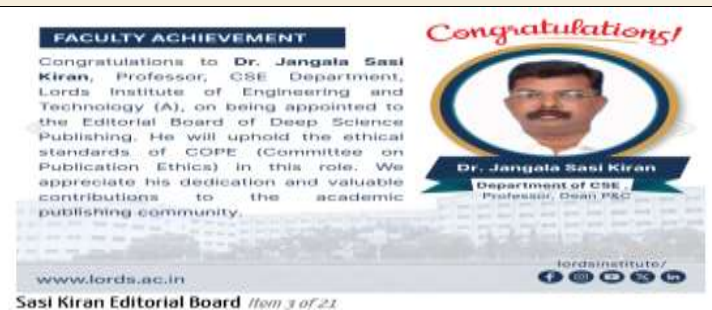 FACULTY ACHIEVEMENT
Congratulations to Dr. Jangala Sasi
Kiran, Professor, CSE Department,
Lords Institute of Engineering and
Technology (A), on being appointed to
the Editorial Board of Deep Science
Publishing. He will uphold the ethical
standards of COPE (Committee on
Publication Ethics) in this role. We
appreciate his dedication and valuable
contributions to the academic
publishing community.
www.lords.ac.in
Congratulations!
Dr. Jangala Sasi Kiran
Department of CSE ,
Professor, Dean P&C
lordsinstitute/
Sasi Kiran Editorial Board Item 3 of 21